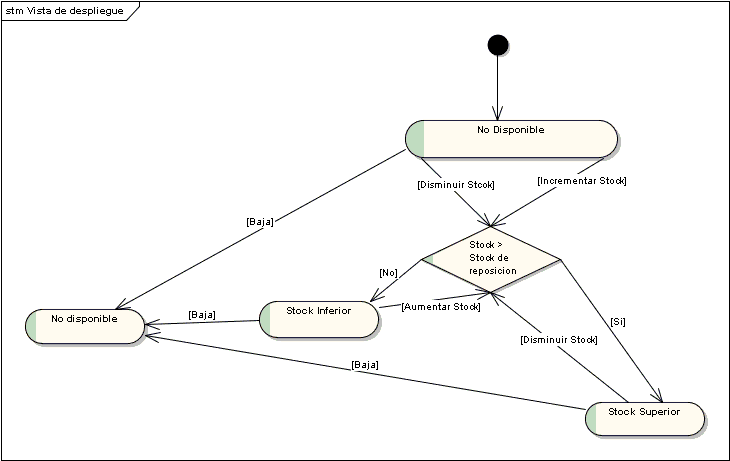 stm Vista de despliegue
No Disponible
[Disminuir Stcok]
[Incrementar Stock]
[Baja]
Stock >
Stock de
reposicion
[No]
[Aumentar Stock]
Stock Inferior
[Baja]
No disponible
[Si]
[Disminuir Stock]
[Baja]
Stock Superior